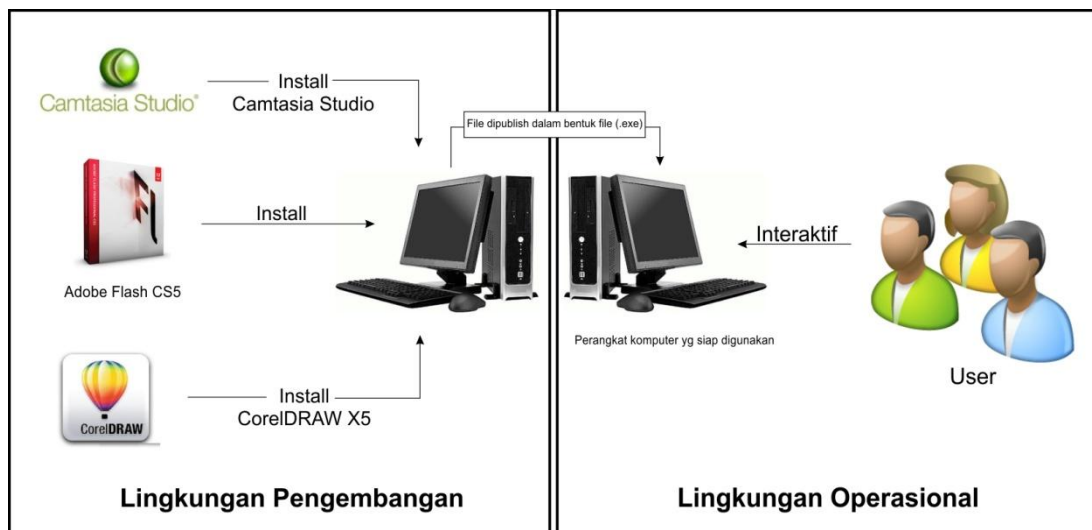 Camtasia Studio®
Install
Camtasia Studio
File dipublish dalam bentuk file (.exe)
Fl
Install
Adobe Flash CS5
Interaktif
Perangkat komputer yg siap digunakan
User
CorelDRAW
Install
CorelDRAW X5
Lingkungan Pengembangan
Lingkungan Operasional